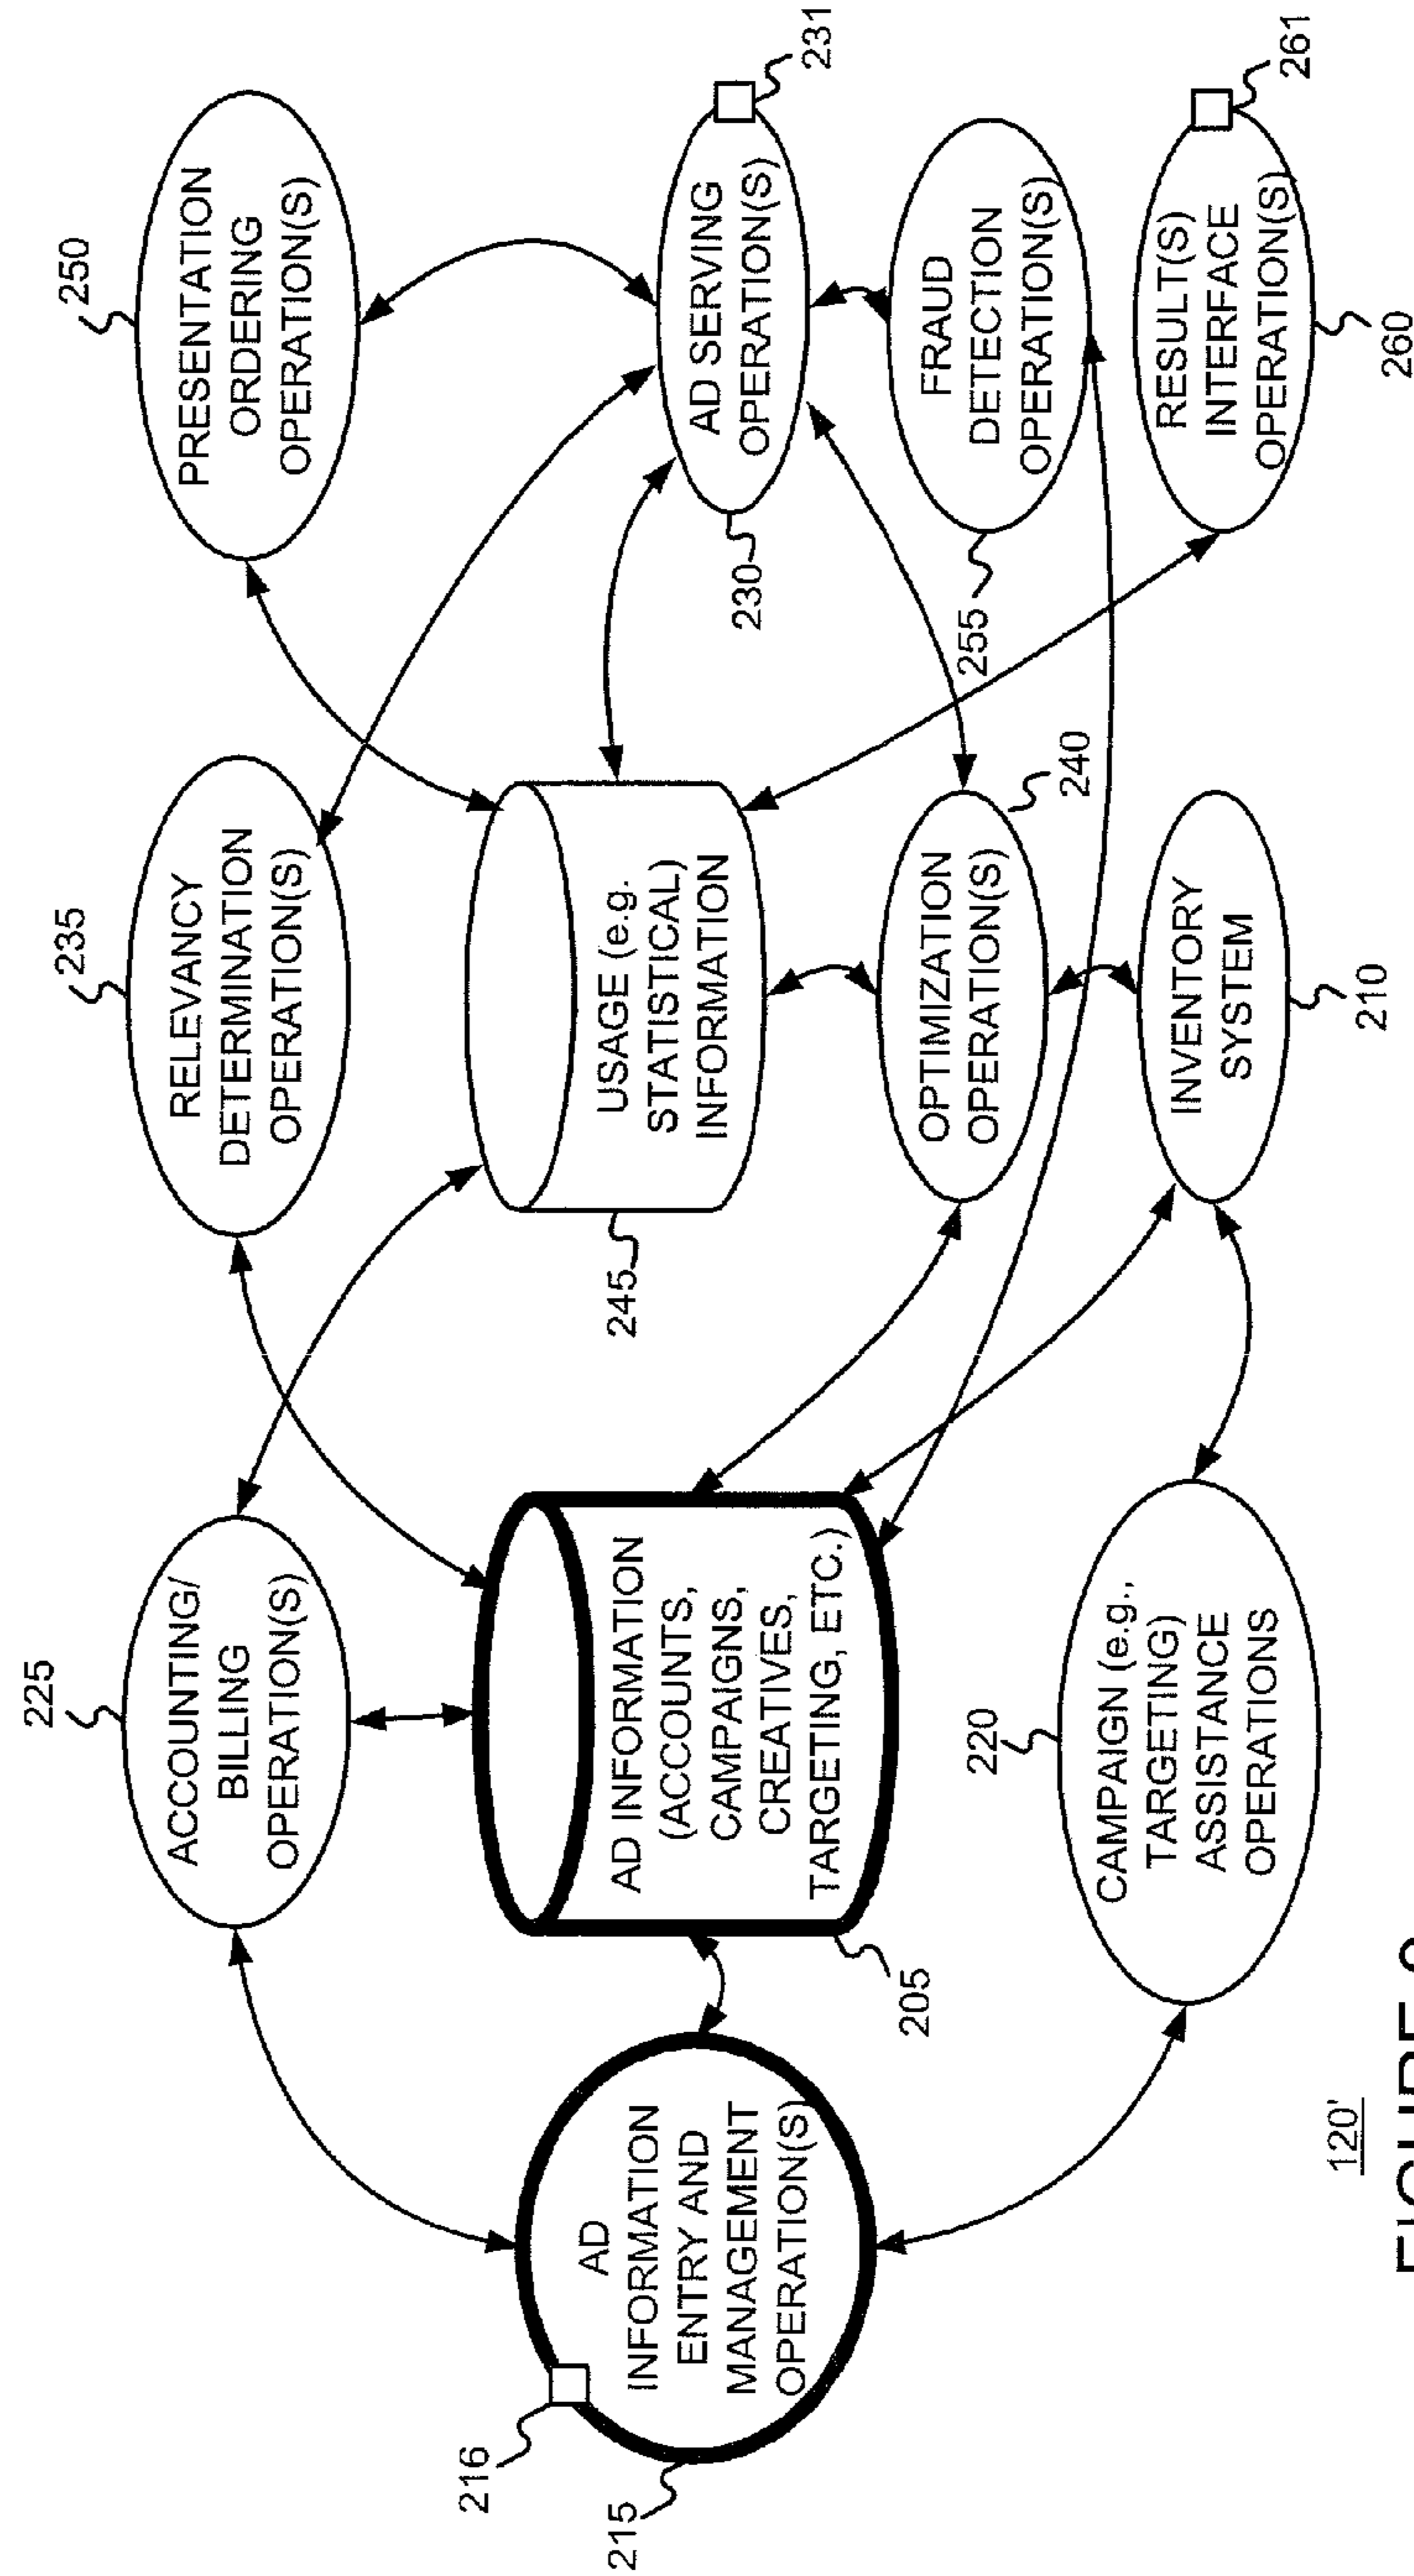 225
ACCOUNTING/
BILLING
OPERATION(S)
235
RELEVANCY
DETERMINATION
OPERATION(S)
250
PRESENTATION
ORDERING
OPERATION(S)
216
215
AD
INFORMATION
ENTRY AND
MANAGEMENT
OPERATION(S)
AD INFORMATION
(ACCOUNTS,
CAMPAIGNS,
CREATIVES,
TARGETING, ETC.)
205
USAGE (e.g.
STATISTICAL)
INFORMATION
245
AD SERVING
OPERATION(S)
230
231
OPTIMIZATION
OPERATION(S)
240
FRAUD
DETECTION
OPERATION(S)
255
220
CAMPAIGN (e.g.,
TARGETING)
ASSISTANCE
OPERATIONS
INVENTORY
SYSTEM
210
RESULT(S)
INTERFACE
OPERATION(S)
260
261
120'
FIGURE